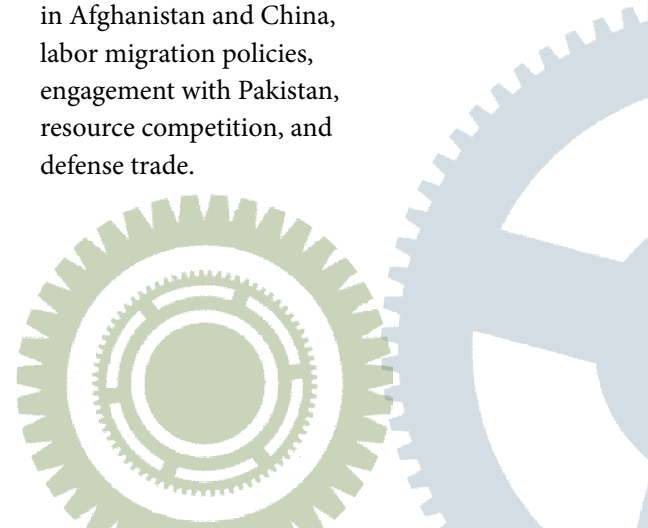 in Afghanistan and China,
labor migration policies,
engagement with Pakistan,
resource competition, and
defense trade.